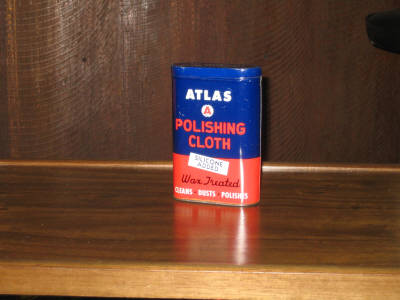 ATLAS
A
POLISHING
CLOTH
SILICONE
ADDED
Wax Treated
CLEANS • DUSTS • POLISHES